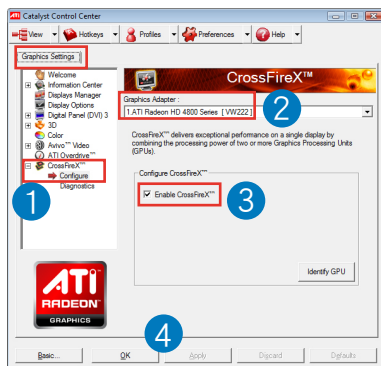 Catalyst Control Center
View
Hotkeys
Profiles
Preferences
Help
Graphics Settings
Welcome
Information Center
Displays Manager
Display Options
Digital Panel (DVI) 3
3D
Color
Avivo™ Video
ATI Overdrive™
CrossFireX™
Configure
Diagnostics
1
CrossFireX™
Graphics Adapter :
1.ATI Radeon HD 4800 Series [ VW222 ]
2
CrossFireX™ delivers exceptional performance on a single display by
combining the processing power of two or more Graphics Processing Units
(GPUs).
Configure CrossFireX™
Enable CrossFireX™
3
Identify GPU
ATI
RADEON
GRAPHICS
4
Basic...
OK
Apply
Discard
Defaults